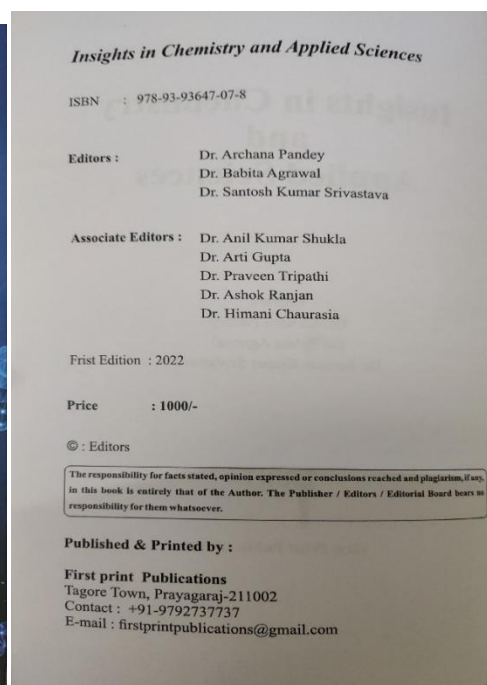 Insights in Chemistry and Applied Sciences
ISBN : 978-93-93647-07-8
Editors : Dr. Archana Pandey
Dr. Babita Agrawal
Dr. Santosh Kumar Srivastava
Associate Editors : Dr. Anil Kumar Shukla
Dr. Arti Gupta
Dr. Praveen Tripathi
Dr. Ashok Ranjan
Dr. Himani Chaurasia
Frist Edition : 2022
Price : 1000/-
© : Editors
The responsibility for facts stated, opinion expressed or conclusions reached and plagiarism, if any,
in this book is entirely that of the Author. The Publisher / Editors / Editorial Board bears no
responsibility for them whatsoever.
Published & Printed by :
First print Publications
Tagore Town, Prayagaraj-211002
Contact : +91-9792737737
E-mail : firstprintpublications@gmail.com